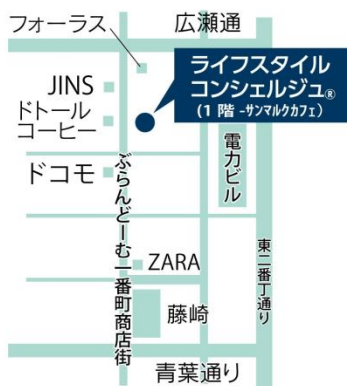 フォーラス
広瀬通
ライフスタイル
コンシェルジュ®
(1 階 -サンマルクカフェ)
JINS
ドトール
コーヒー
電力ビル
ドコモ
ぶらんどーむ一番町商店街
ZARA
東二番丁通り
藤崎
青葉通り